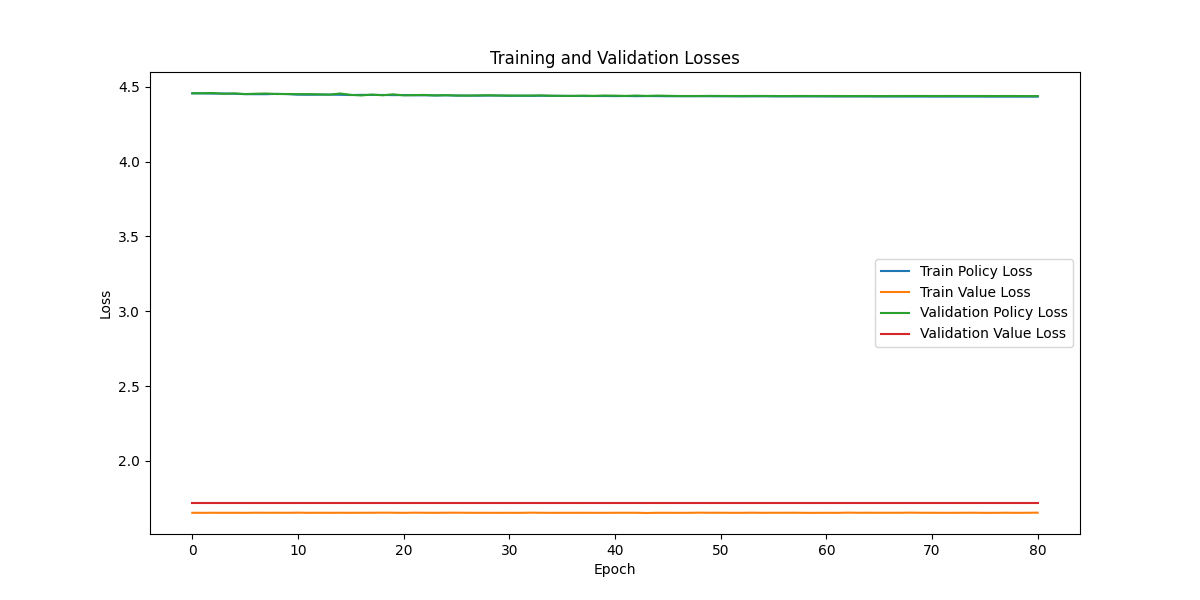 Training and Validation Losses
4.5
4.0
3.5
3.0
2.5
2.0
Loss
Train Policy Loss
Train Value Loss
Validation Policy Loss
Validation Value Loss
0 10 20 30 40 50 60 70 80
Epoch